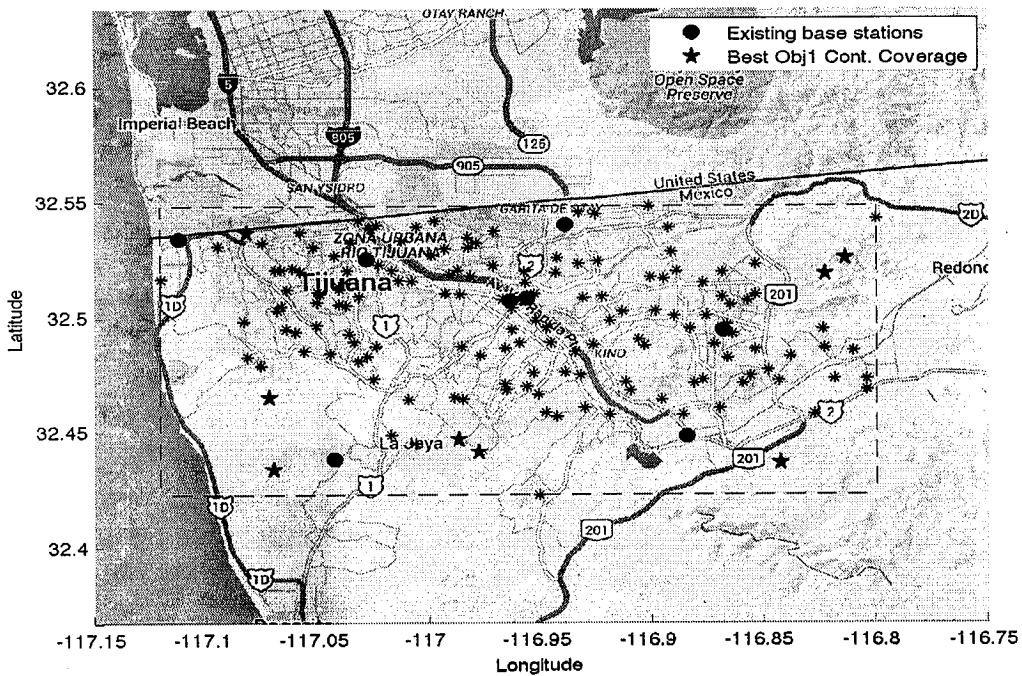 OTAY RANCH
Existing base stations
Best Obj1 Cont. Coverage
Open Space
Preserve
32.6
5
Imperial Beach
905
125
905
SAN YSIDRO
United States
Mexico
32.55
GARITA DE OTAY
2D
ZONA URBANA
RIO TIJUANA
2
Redond
Tijuana
201
1D
32.5
1
KINO
Latitude
2
32.45
La Joya
201
1
1D
201
32.4
1D
-117.15
-117.1
-117.05
-117
-116.95
-116.9
-116.85
-116.8
-116.75
Longitude